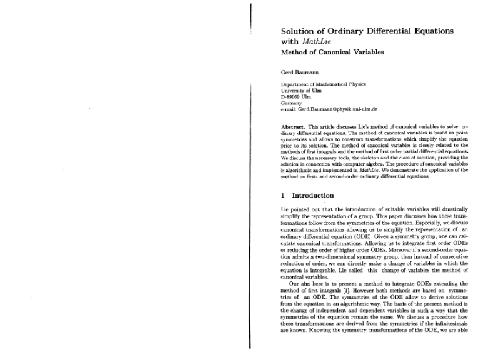 Solution of Ordinary Differential Equations
with MathLie
Method of Canonical Variables
Gerd Baumann
Department of Mathematical Physics
University of Ulm
D-89069 Ulm
Germany
e-mail: Gerd.Baumann@physik.uni-ulm.de
Abstract. This article discusses Lie's method of canonical variables to solve or-
dinary differential equations. The method of canonical variables is based on point
symmetries and allows to construct transformations which simplify the equation
prior to its solution. The method of canonical variables is closely related to the
methods of first integrals and the method of first order partial differential equations.
We discuss the necessary tools, the skeleton and the class of solution, providing the
solution in connection with computer algebra. The procedure of canonical variables
is algorithmic and implemented in MathLie. We demonstrate the application of the
method on first- and second-order ordinary differential equations.
1 Introduction
Lie pointed out that the introduction of suitable variables will drastically
simplify the representation of a group. This paper discusses how these trans-
formations follow from the symmetries of the equation. Especially, we discuss
canonical transformations allowing us to simplify the representation of an
ordinary differential equation (ODE). Given a symmetry group, one can cal-
culate canonical transformations. Allowing us to integrate first order ODEs
or reducing the order of higher order ODEs. Moreover if a second-order equa-
tion admits a two-dimensional symmetry group, then instead of consecutive
reduction of order, we can directly make a change of variables in which the
equation is integrable. Lie called this change of variables the method of
canonical variables.
Our aim here is to present a method to integrate ODEs extending the
method of first integrals [1]. However both methods are based on symme-
tries of an ODE. The symmetries of the ODE allow to derive solutions
from the equation in an algorithmic way. The basis of the present method is
the change of independent and dependent variables in such a way that the
symmetries of the equation remain the same. We discuss a procedure how
these transformations are derived from the symmetries if the infinitesimals
are known. Knowing the symmetry transformations of the ODE, we are able